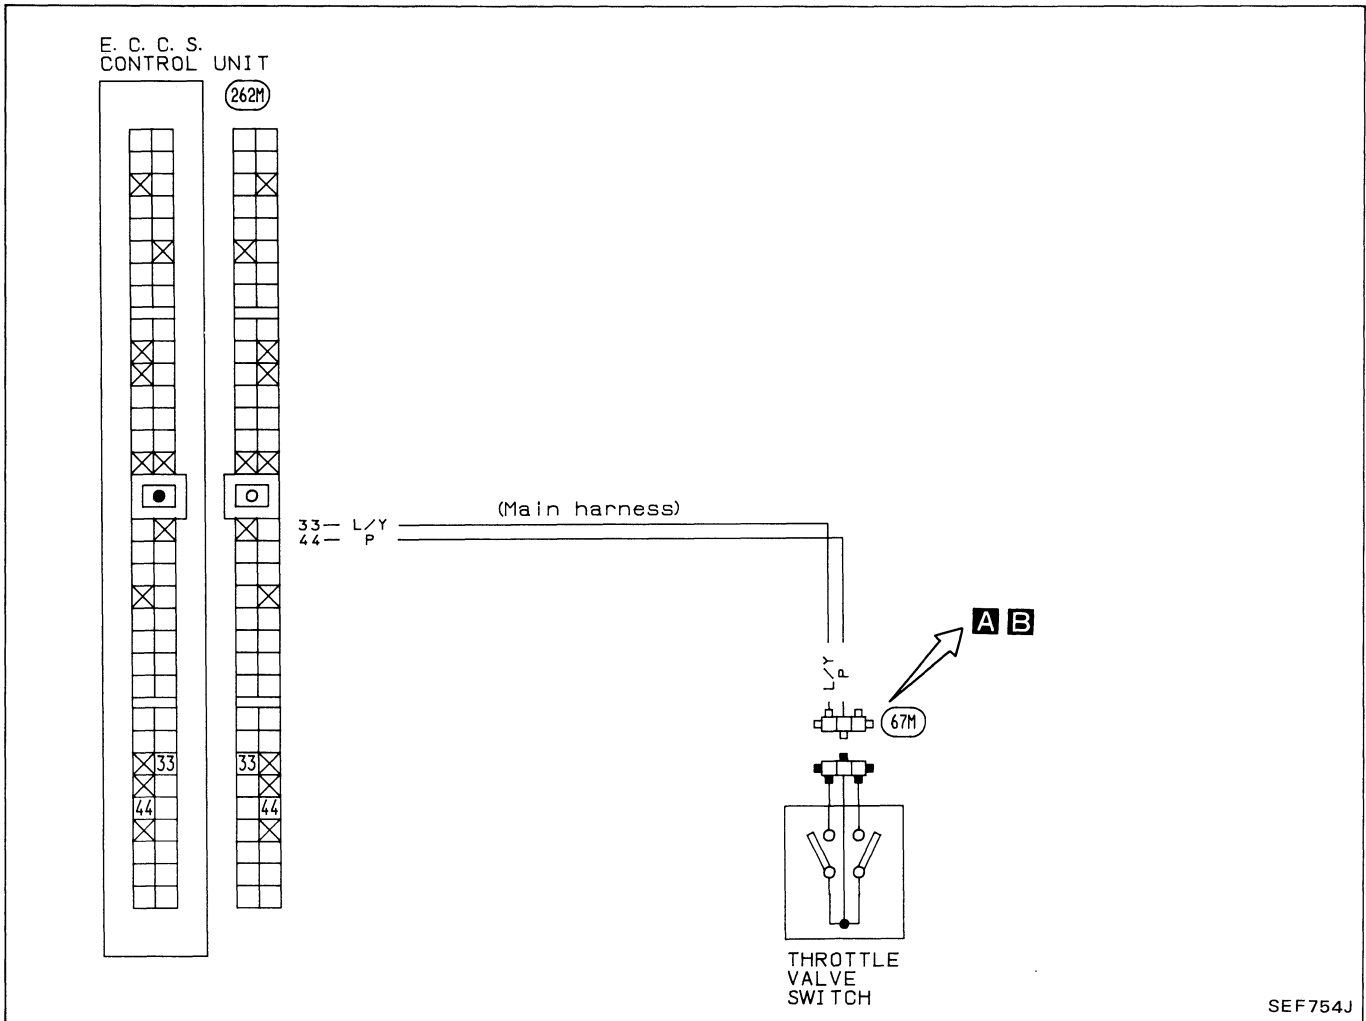 E. C. C. S.
CONTROL UNIT
262M
(Main harness)
33— L/Y
44— P
A B
L/Y
P
67M
33 33
44 44
THROTTLE
VALVE
SWITCH
SEF754J